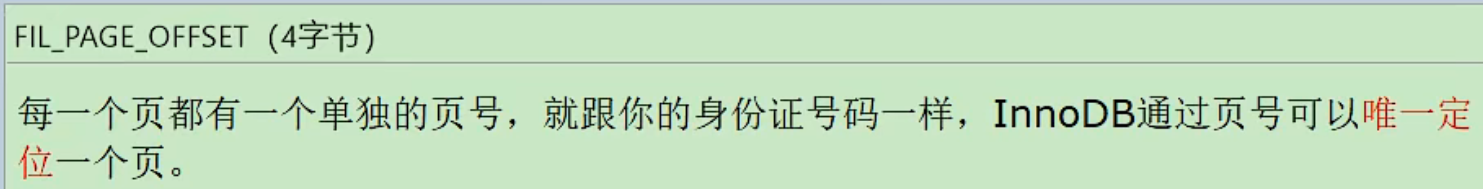 FIL_PAGE_OFFSET（4字节）
每一个页都有一个单独的页号，就跟你的身份证号码一样，InnoDB通过页号可以唯一定
位一个页。